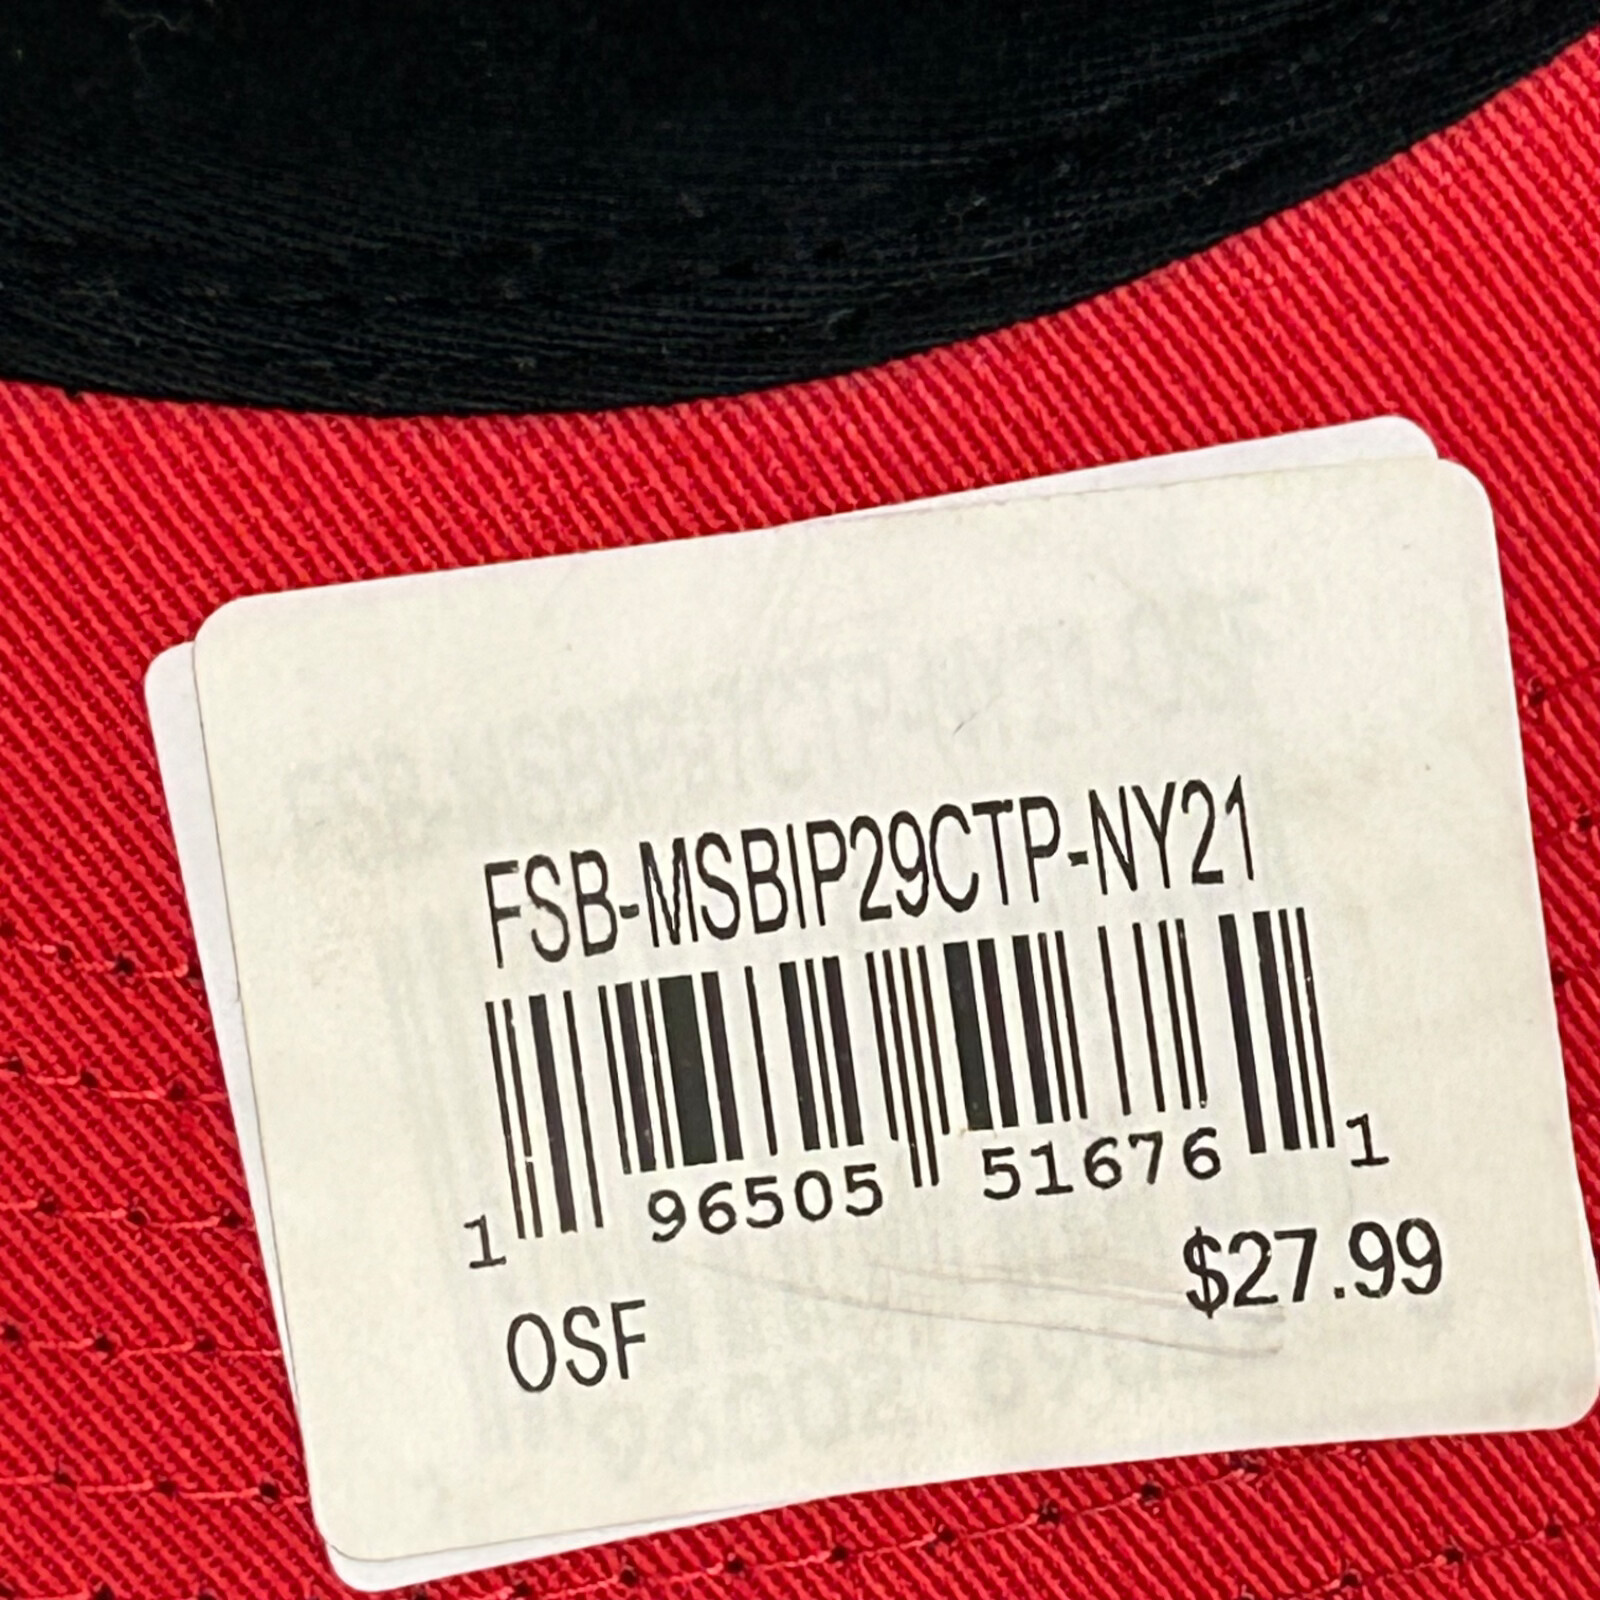 FSB-MSBIP29CTP-NY21
1 96505 51676 1
$27.99
OSF